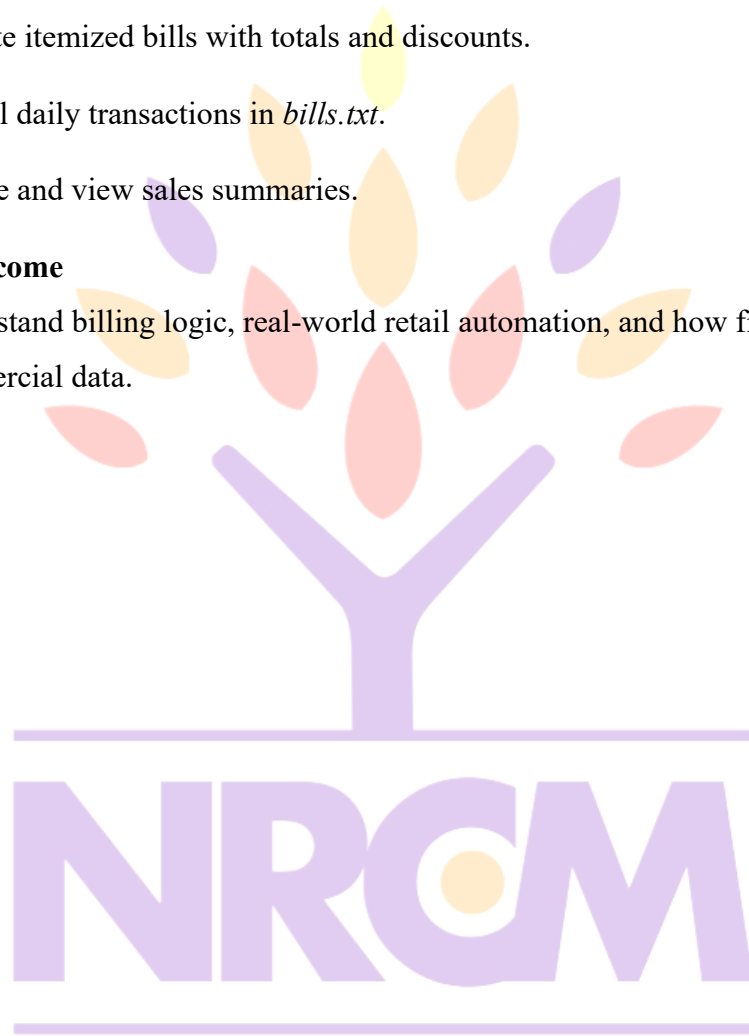 te itemized bills with totals and discounts.
l daily transactions in bills.txt.
e and view sales summaries.
come
stand billing logic, real-world retail automation, and how fi
ercial data.
NRCM